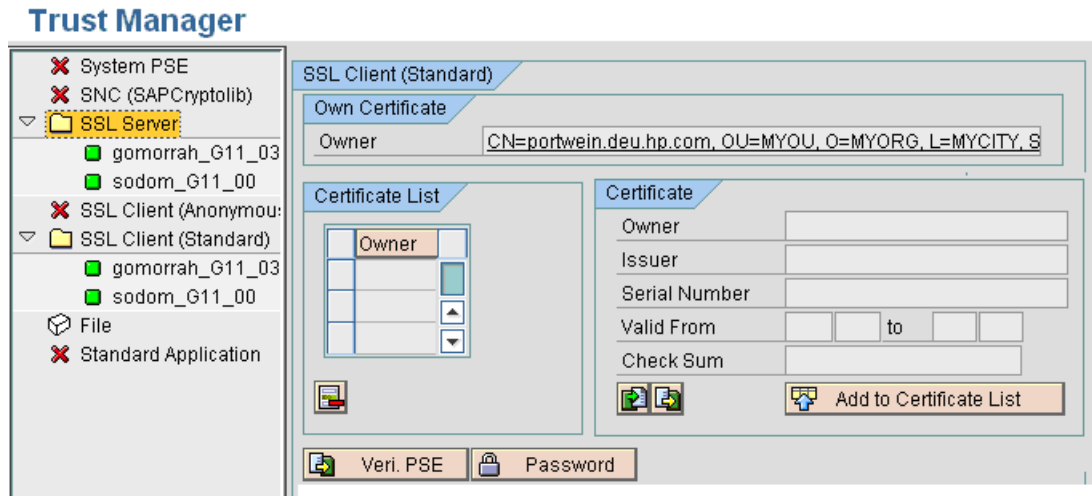 Trust Manager
System PSE
SNC (SAPCryptolib)
SSL Server
gomorrah_G11_03
sodom_G11_00
SSL Client (Anonymou
SSL Client (Standard)
gomorrah_G11_03
sodom_G11_00
File
Standard Application
SSL Client (Standard)
Own Certificate
Owner CN=portwein.deu.hp.com, OU=MYOU, O=MYORG, L=MYCITY, S
Certificate List
Owner
Certificate
Owner
Issuer
Serial Number
Valid From to
Check Sum
Add to Certificate List
Veri. PSE Password